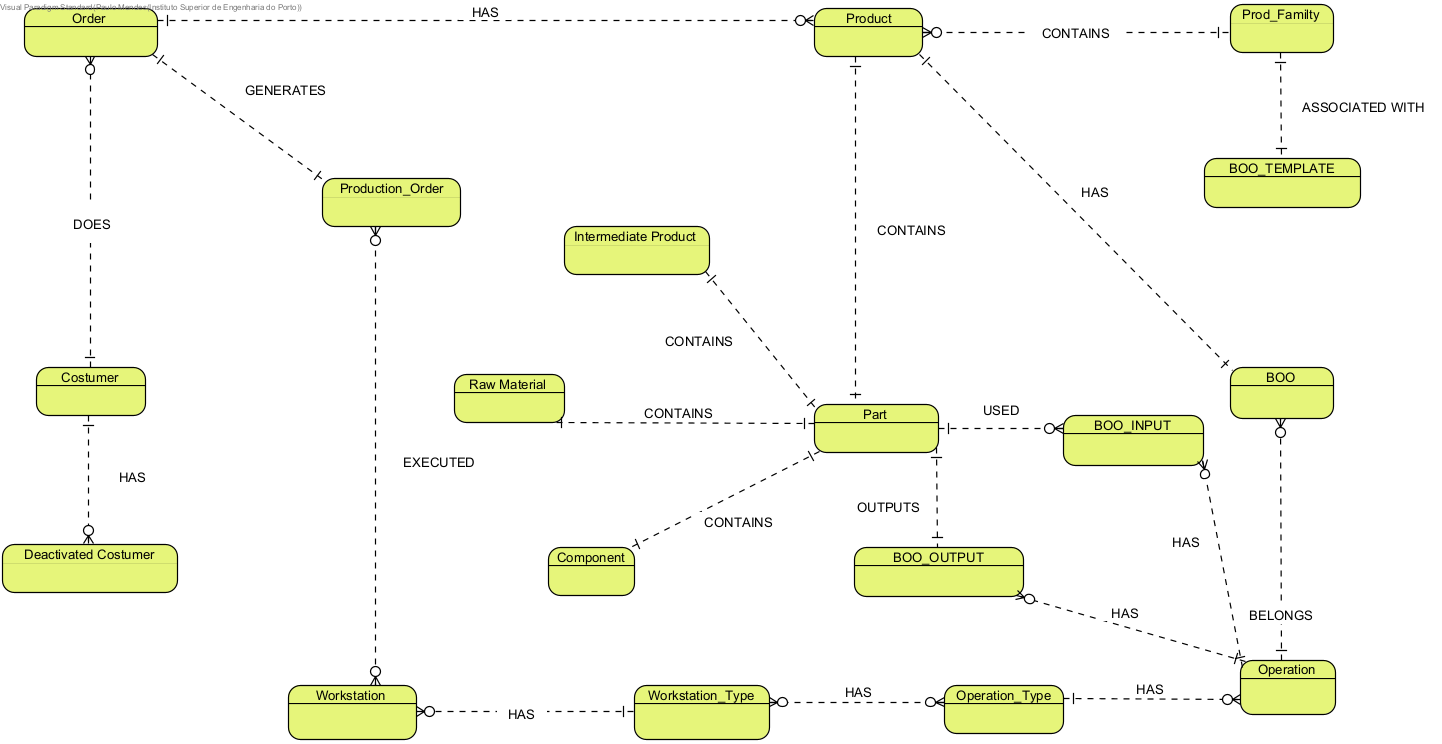 Visual Paradigm Standard(Paulo Mendes(Instituto Superior de Engenharia do Porto))
Order
HAS
Product
CONTAINS
Prod_Familty
GENERATES
ASSOCIATED WITH
BOO_TEMPLATE
Production_Order
HAS
DOES
Intermediate Product
CONTAINS
CONTAINS
Costumer
Raw Material
BOO
CONTAINS
Part
USED
BOO_INPUT
EXECUTED
HAS
OUTPUTS
CONTAINS
HAS
Deactivated Costumer
Component
BOO_OUTPUT
HAS
BELONGS
Operation
Workstation
HAS
Workstation_Type
HAS
Operation_Type
HAS